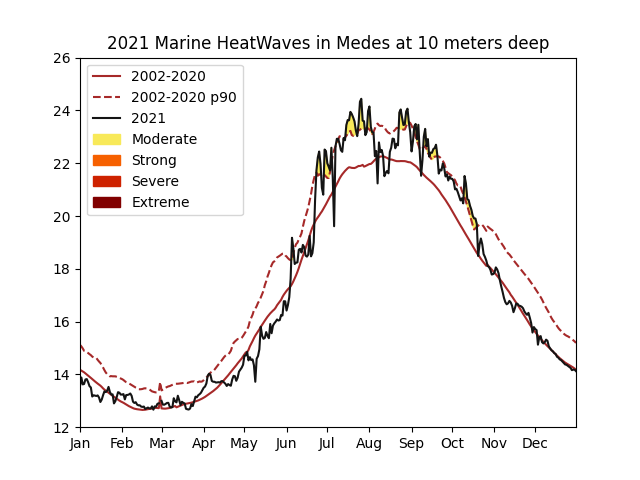 2021 Marine HeatWaves in Medes at 10 meters deep
26
24
22
20
18
16
14
12
2002-2020
2002-2020 p90
2021
Moderate
Strong
Severe
Extreme
Jan Feb Mar Apr May Jun Jul Aug Sep Oct Nov Dec